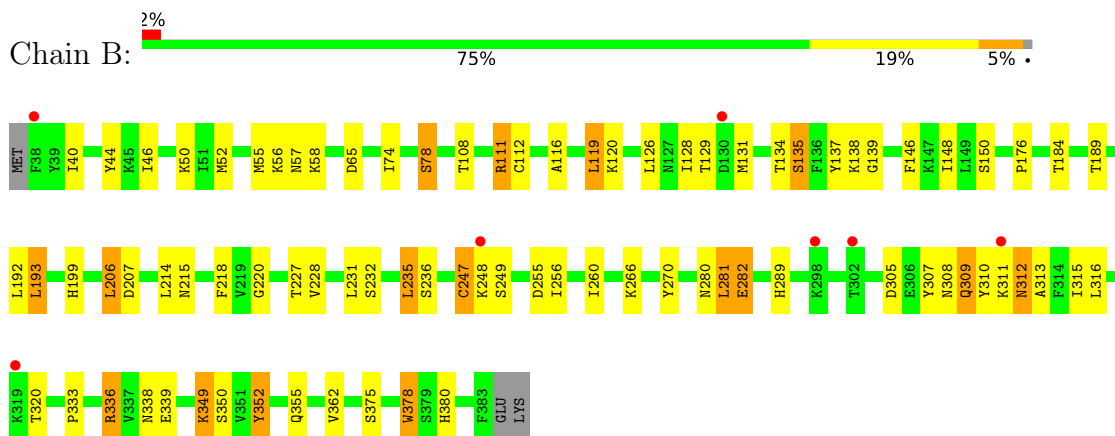 2%
Chain B:
75% 19% 5% •
MET F38 Y39 I40 Y44 K45 I46 K50 I51 M52 M55 K56 N57 K58 D65 I74 S78 T108 R111 C112 A116 L119 K120 L126 N127 I128 T129 D130 M131 T134 S135 F136 Y137 K138 G139 F146 K147 I148 L149 S150 P176 T184 T189
L192 L193 H199 L206 D207 L214 N215 F218 V219 G220 T227 V228 L231 S232 L235 S236 C247 K248 S249 D255 I256 I260 K266 Y270 N280 L281 E282 H289 K298 T302 D305 E306 Y307 N308 Q309 Y310 K311 N312 A313 F314 I315 L316
K319 T320 P333 R336 V337 N338 E339 K349 S350 V351 Y352 Q355 V362 S375 W378 S379 H380 F383 GLU LYS